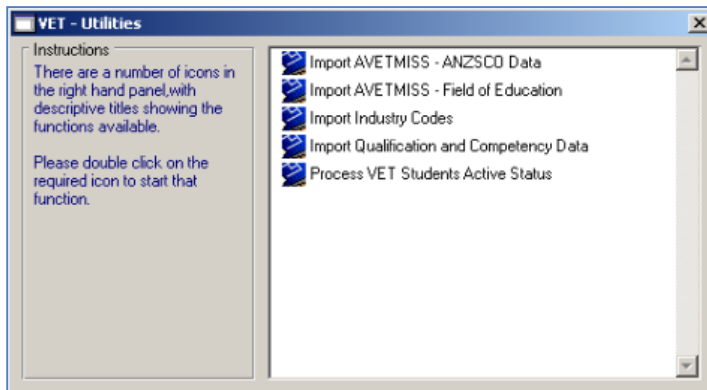 VET - Utilities
Instructions
There are a number of icons in
the right hand panel,with
descriptive titles showing the
functions available.
Please double click on the
required icon to start that
function.
Import AVETMISS - ANZSCO Data
Import AVETMISS - Field of Education
Import Industry Codes
Import Qualification and Competency Data
Process VET Students Active Status